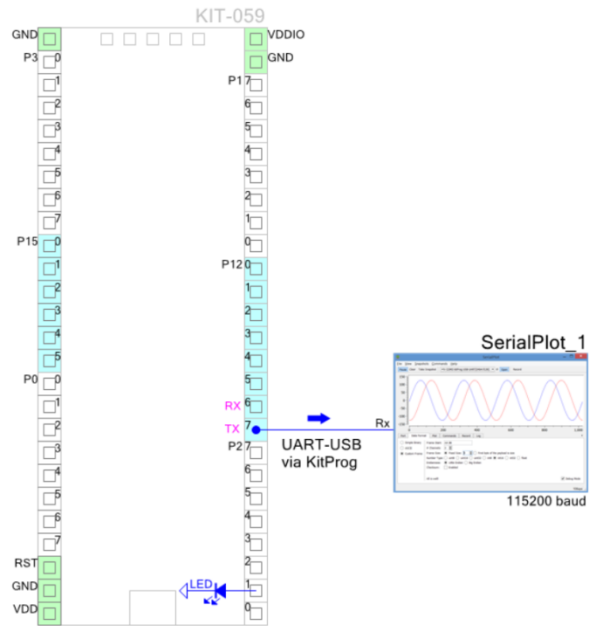 KIT-059
GND VDDIO
P3 0 GND
1 P1 7
2 6
3 5
4 4
5 3
6 2
7 1
P15 0 0
1 P12 0
2 1
3 2
4 3
5 4
P0 0 5
1 RX 6
2 TX 7
3 P2 7
4 6
5 5
6 4
7 3
RST 2
GND LED 1
VDD 0
UART-USB
via KitProg
SerialPlot_1
Rx
115200 baud